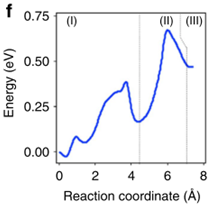 f
(I) (II) (III)
0.75
0.50
0.25
0.00
Energy (eV)
0 2 4 6 8
Reaction coordinate (Å)